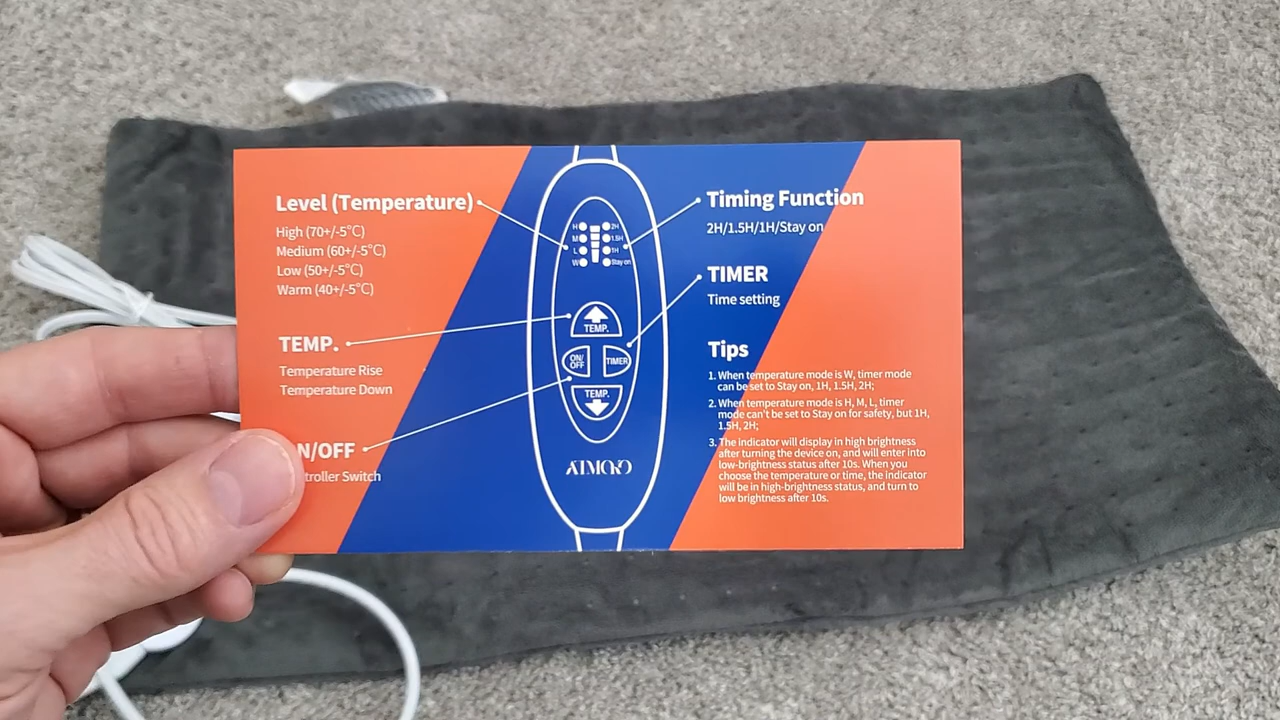 Level (Temperature)
High (70+/-5℃)
Medium (60+/-5℃)
Low (50+/-5℃)
Warm (40+/-5℃)
TEMP.
Temperature Rise
Temperature Down
N/OFF
troller Switch
H 2H
M 1.5H
L 1H
W Stay on
TEMP.
ON/
OFF
TIMER
TEMP.
Timing Function
2H/1.5H/1H/Stay on
TIMER
Time setting
Tips
1. When temperature mode is W, timer mode
can be set to Stay on, 1H, 1.5H, 2H;
2. When temperature mode is H, M, L, timer
mode can't be set to Stay on for safety, but 1H,
1.5H, 2H;
3. The indicator will display in high brightness
after turning the device on, and will enter into
low-brightness status after 10s. When you
choose the temperature or time, the indicator
will be in high-brightness status, and turn to
low brightness after 10s.